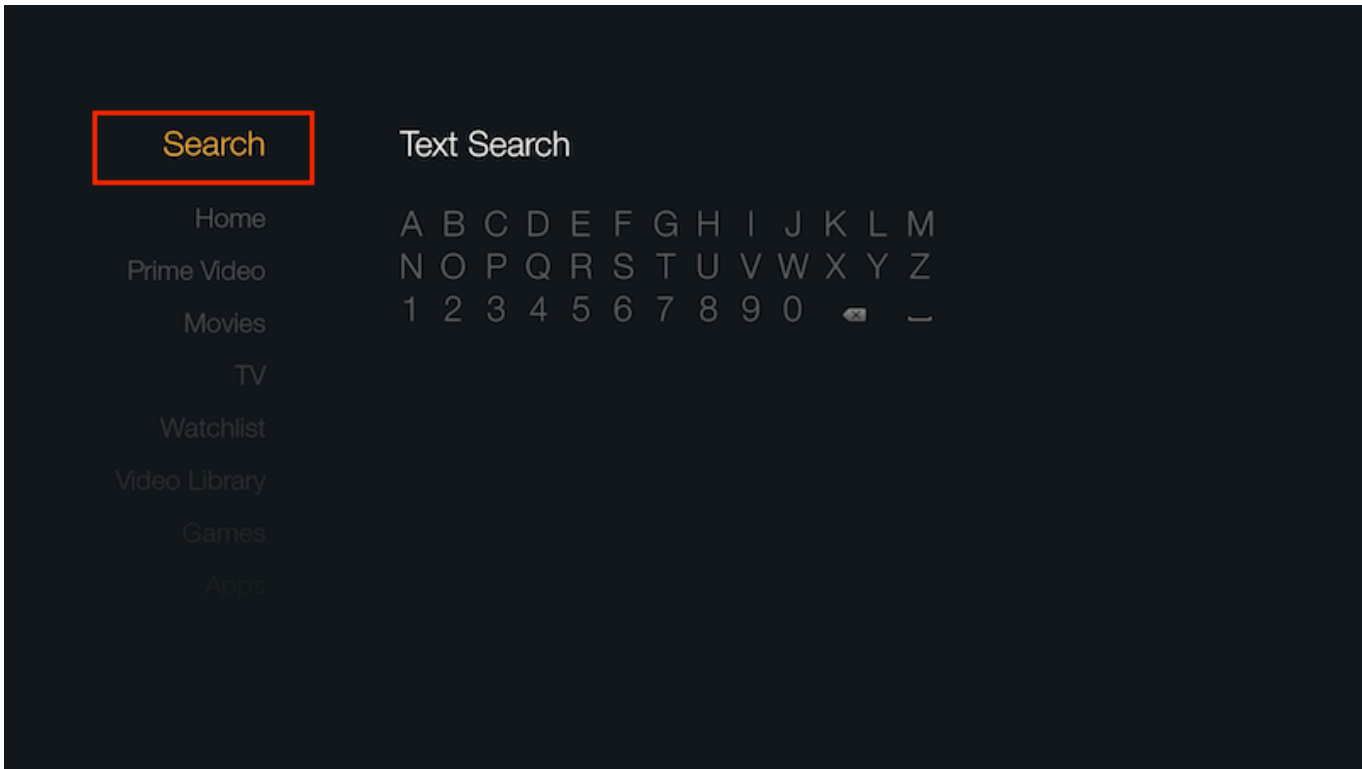 Search
Home
Prime Video
Movies
TV
Watchlist
Video Library
Games
Apps
Text Search
A B C D E F G H I J K L M
N O P Q R S T U V W X Y Z
1 2 3 4 5 6 7 8 9 0